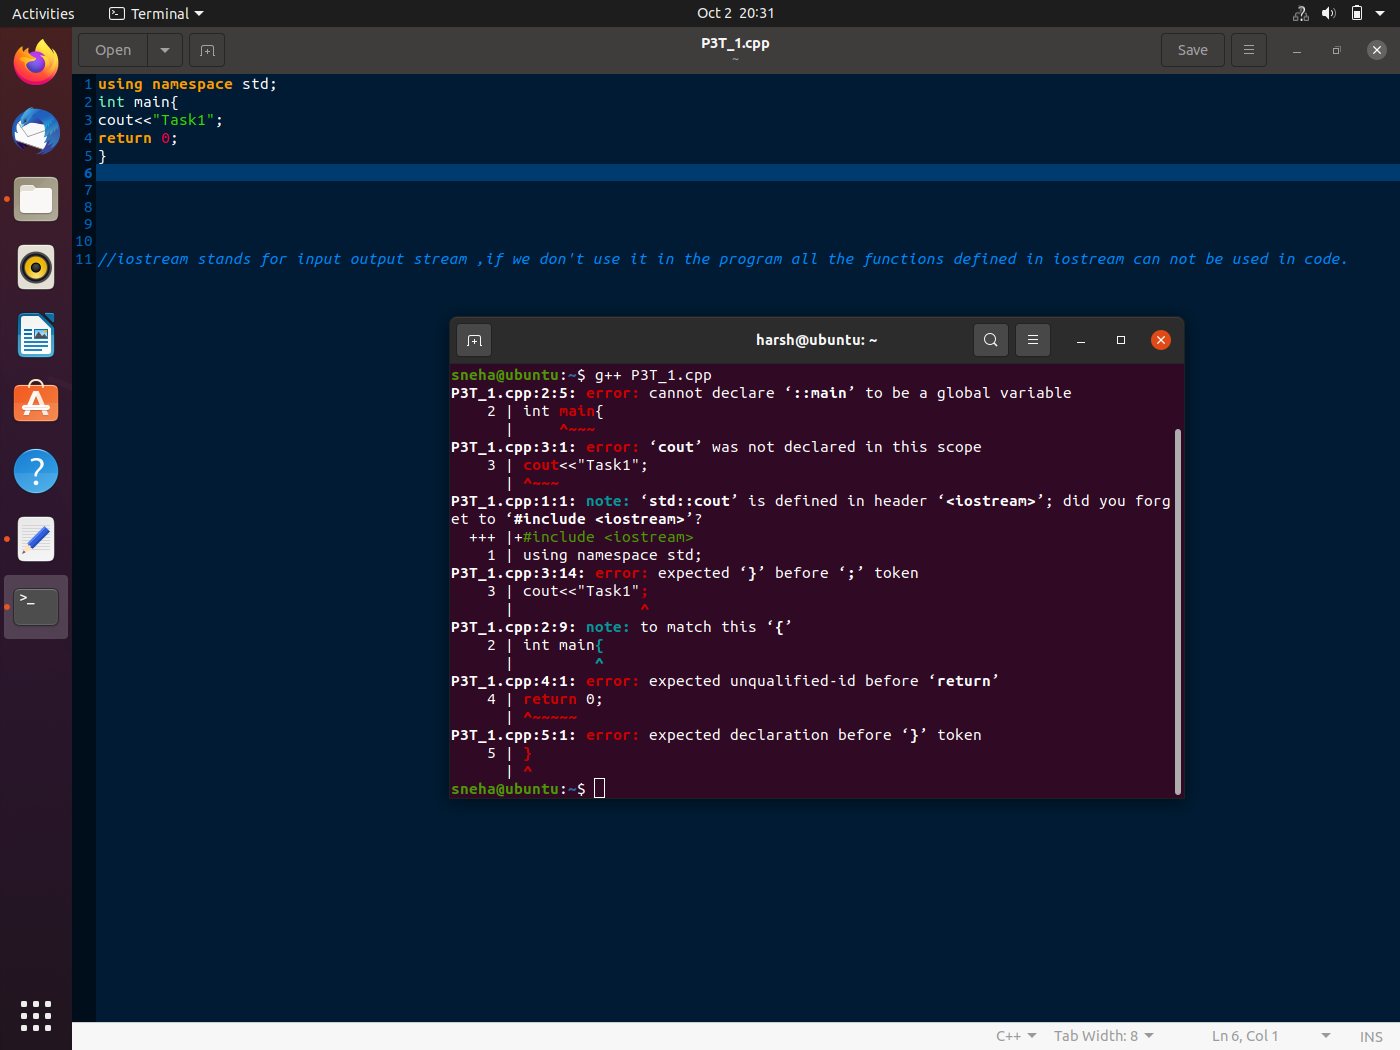 Activities
Terminal
Oct 2 20:31
Open
P3T_1.cpp
~
Save
1 using namespace std;
2 int main{
3 cout<<"Task1";
4 return 0;
5 }
6
7
8
9
10
11 //iostream stands for input output stream ,if we don't use it in the program all the functions defined in iostream can not be used in code.
harsh@ubuntu: ~
sneha@ubuntu:~$ g++ P3T_1.cpp
P3T_1.cpp:2:5: error: cannot declare ‘::main’ to be a global variable
    2 | int main{
      |     ^~~~
P3T_1.cpp:3:1: error: ‘cout’ was not declared in this scope
    3 | cout<<"Task1";
      | ^~~~
P3T_1.cpp:1:1: note: ‘std::cout’ is defined in header ‘<iostream>’; did you forg
et to ‘#include <iostream>’?
  +++ |+#include <iostream>
    1 | using namespace std;
P3T_1.cpp:3:14: error: expected ‘}’ before ‘;’ token
    3 | cout<<"Task1";
      |              ^
P3T_1.cpp:2:9: note: to match this ‘{’
    2 | int main{
      |         ^
P3T_1.cpp:4:1: error: expected unqualified-id before ‘return’
    4 | return 0;
      | ^~~~~~
P3T_1.cpp:5:1: error: expected declaration before ‘}’ token
    5 | }
      | ^
sneha@ubuntu:~$
C++
Tab Width: 8
Ln 6, Col 1
INS